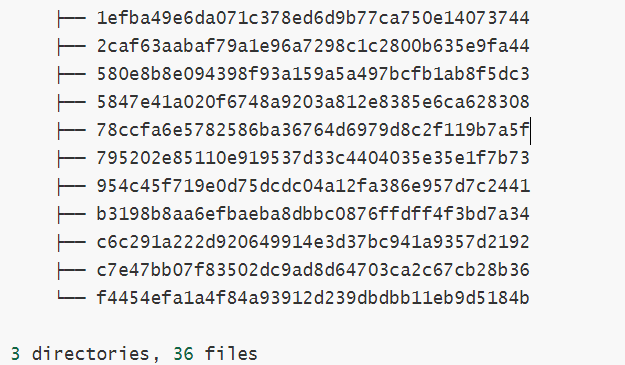 ├── 1efba49e6da071c378ed6d9b77ca750e14073744
├── 2caf63aabaf79a1e96a7298c1c2800b635e9fa44
├── 580e8b8e094398f93a159a5a497bcfb1ab8f5dc3
├── 5847e41a020f6748a9203a812e8385e6ca628308
├── 78ccfa6e5782586ba36764d6979d8c2f119b7a5f
├── 795202e85110e919537d33c4404035e35e1f7b73
├── 954c45f719e0d75dcdc04a12fa386e957d7c2441
├── b3198b8aa6efbaeba8dbbc0876ffdff4f3bd7a34
├── c6c291a222d920649914e3d37bc941a9357d2192
├── c7e47bb07f83502dc9ad8d64703ca2c67cb28b36
└── f4454efa1a4f84a93912d239dbdbb11eb9d5184b
3 directories, 36 files